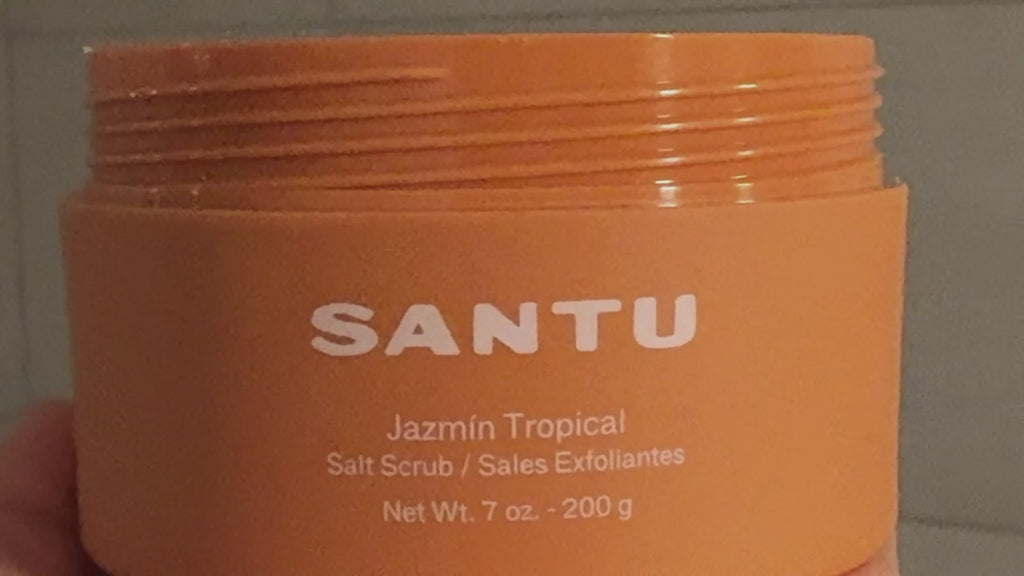 SANTU
Jazmín Tropical
Salt Scrub / Sales Exfoliantes
Net Wt. 7 oz. - 200 g